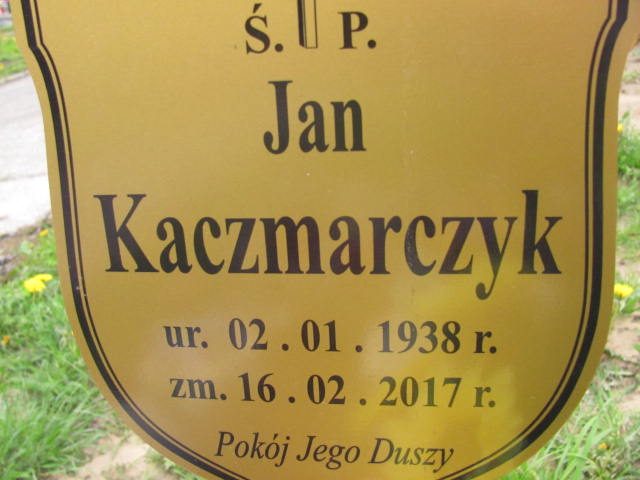 Ś. P.
Jan
Kaczmarczyk
ur. 02 . 01 . 1938 r.
zm. 16 . 02 . 2017 r.
Pokój Jego Duszy